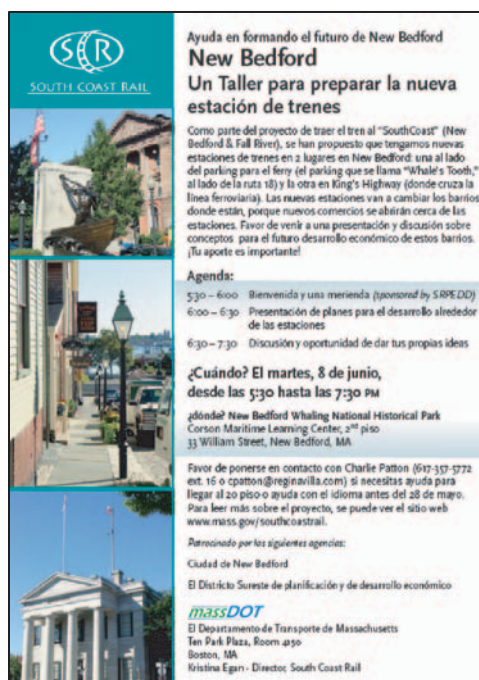 SCR
SOUTH COAST RAIL
Ayuda en formando el futuro de New Bedford
New Bedford
Un Taller para preparar la nueva
estación de trenes
Como parte del proyecto de traer el tren al "SouthCoast" (New
Bedford & Fall River), se han propuesto que tengamos nuevas
estaciones de trenes en 2 lugares en New Bedford: una al lado
del parking para el ferry (el parking que se llama "Whale's Tooth,"
al lado de la ruta 18) y la otra en King's Highway (donde cruza la
línea ferroviaria). Las nuevas estaciones van a cambiar los barrios
donde están, porque nuevos comercios se abrirán cerca de las
estaciones. Favor de venir a una presentación y discusión sobre
conceptos para el futuro desarrollo económico de estos barrios.
¡Tu aporte es importante!
Agenda:
5:30 – 6:00 Bienvenida y una merienda (sponsored by SRPEDD)
6:00 – 6:30 Presentación de planes para el desarrollo alrededor
de las estaciones
6:30 – 7:30 Discusión y oportunidad de dar tus propias ideas
¿Cuándo? El martes, 8 de junio,
desde las 5:30 hasta las 7:30 PM
¿dónde? New Bedford Whaling National Historical Park
Corson Maritime Learning Center, 2nd piso
33 William Street, New Bedford, MA
Favor de ponerse en contacto con Charlie Patton (617-357-5772
ext. 16 o cpatton@reginavilla.com) si necesitas ayuda para
llegar al 2o piso o ayuda con el idioma antes del 28 de mayo.
Para leer más sobre el proyecto, se puede ver el sitio web
www.mass.gov/southcoastrail.
Patrocinado por los siguientes agencias:
Ciudad de New Bedford
El Districto Sureste de planificación y de desarrollo económico
massDOT
El Departamento de Transporte de Massachusetts
Ten Park Plaza, Room 4150
Boston, MA
Kristina Egan - Director, South Coast Rail